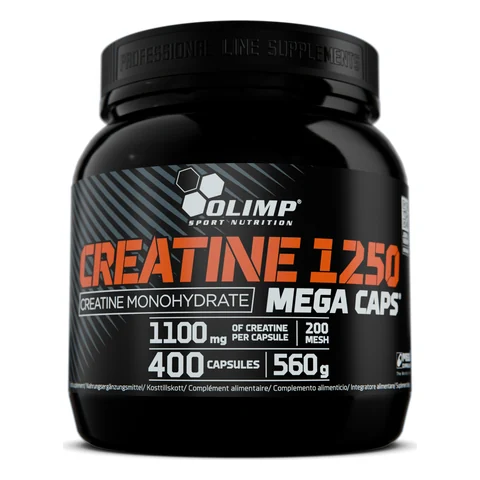 PROFESSIONAL LINE SUPPLEMENTS
OLIMP
SPORT NUTRITION
CREATINE 1250
CREATINE MONOHYDRATE
MEGA CAPS®
1100 mg OF CREATINE PER CAPSULE 200 MESH
400 CAPSULES 560g
supplement/ Nahrungsergänzungsmittel/ Kosttillskott/ Complément alimentaire/ Complemento alimenticio/ Integratore alimentare/